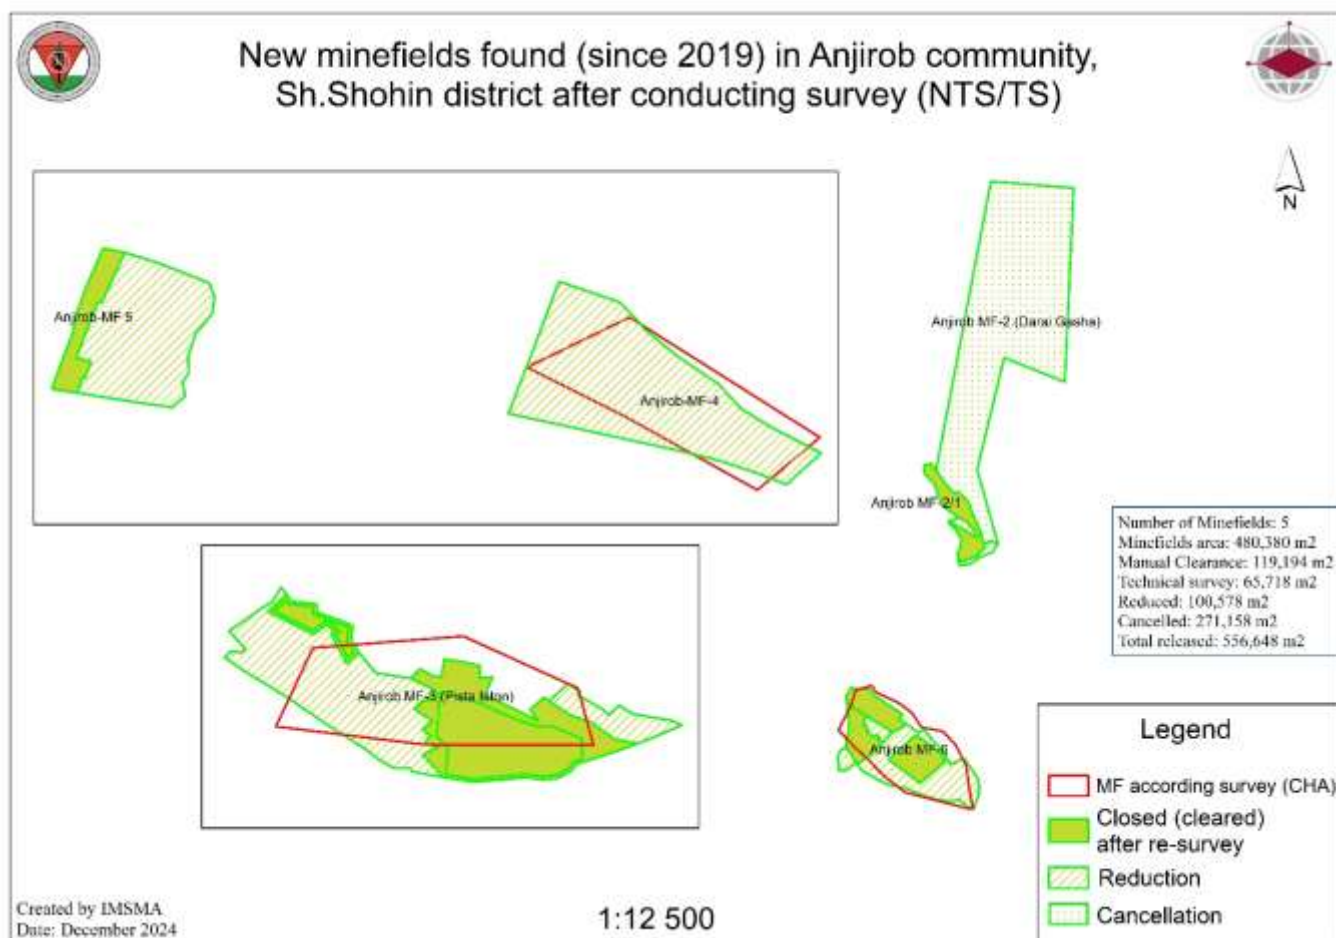 New minefields found (since 2019) in Anjirob community,
Sh.Shohin district after conducting survey (NTS/TS)
N
Anjirob-MF 5
Anjirob-MF-4
Anjirob MF-2 (Darai Gasha)
Anjirob MF-2/1
Number of Minefields: 5
Minefields area: 480,380 m2
Manual Clearance: 119,194 m2
Technical survey: 65,718 m2
Reduced: 100,578 m2
Cancelled: 271,158 m2
Total released: 556,648 m2
Anjirob MF-3 (Pista
Anjirob MF-6
Legend
MF according survey (CHA)
Closed (cleared)
after re-survey
Reduction
Cancellation
Created by IMSMA
Date: December 2024
1:12 500